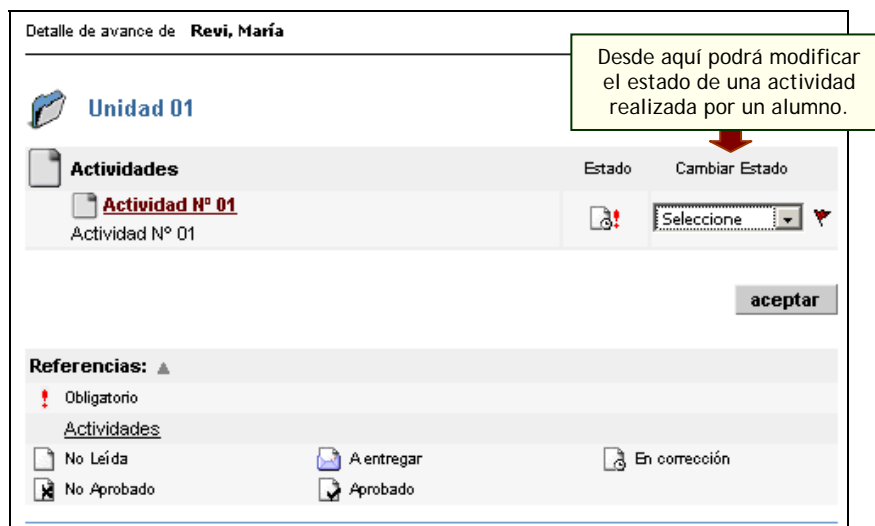 Detalle de avance de Revi, María
Desde aquí podrá modificar
el estado de una actividad
realizada por un alumno.
Unidad 01
Actividades Estado Cambiar Estado
Actividad Nº 01
Seleccione
Actividad Nº 01
aceptar
Referencias:
Obligatorio
Actividades
No Leída A entregar En corrección
No Aprobado Aprobado